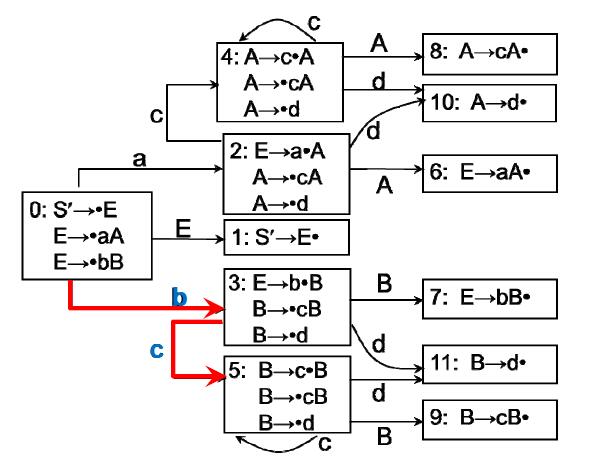 c
4: A→c•A
A→•cA
A→•d
A
8: A→cA•
d
10: A→d•
c
a
2: E→a•A
A→•cA
A→•d
d
A
6: E→aA•
0: S′→•E
E→•aA
E→•bB
E
1: S′→E•
b
3: E→b•B
B→•cB
B→•d
B
7: E→bB•
c
d
11: B→d•
5: B→c•B
B→•cB
B→•d
d
B
9: B→cB•
c